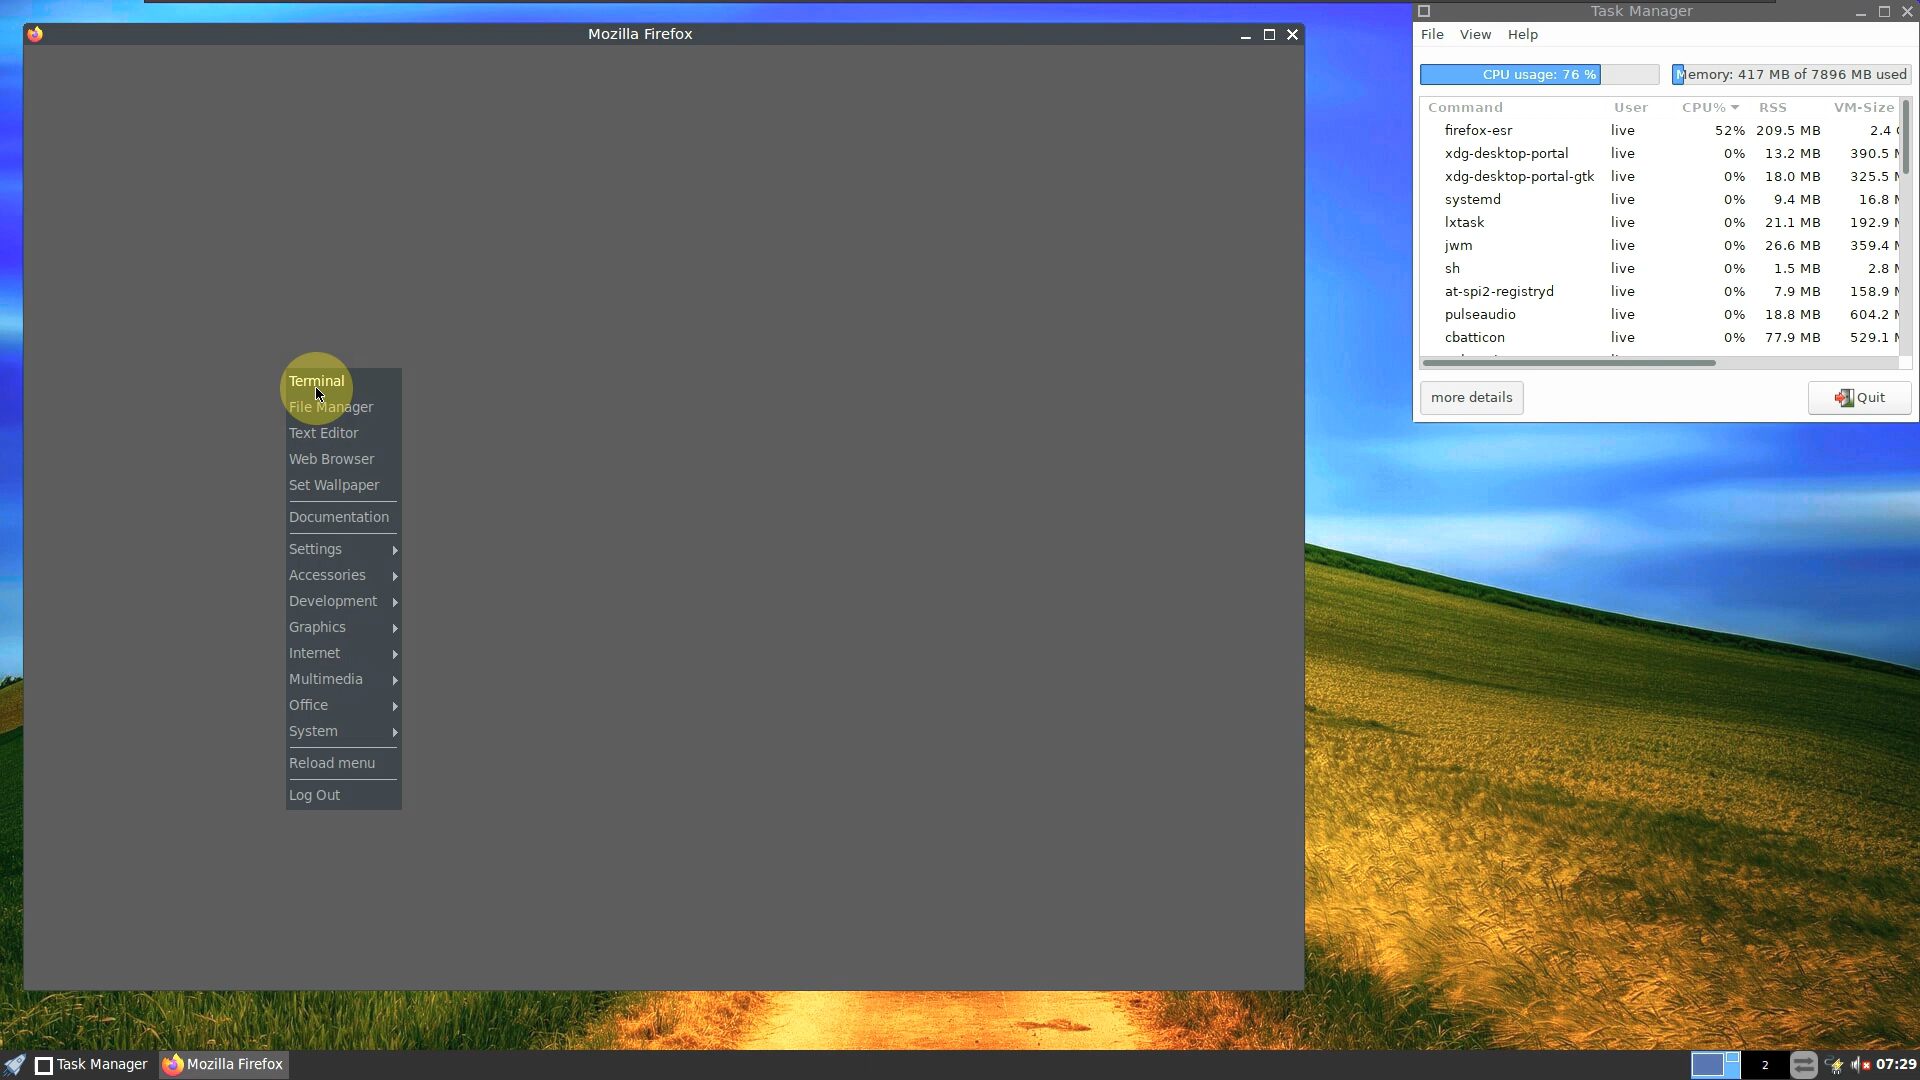 Mozilla Firefox
Task Manager
File View Help
CPU usage: 76 % Memory: 417 MB of 7896 MB used
Command User CPU% RSS VM-Size
firefox-esr live 52% 209.5 MB 2.4
xdg-desktop-portal live 0% 13.2 MB 390.5
xdg-desktop-portal-gtk live 0% 18.0 MB 325.5
systemd live 0% 9.4 MB 16.8
lxtask live 0% 21.1 MB 192.9
jwm live 0% 26.6 MB 359.4
sh live 0% 1.5 MB 2.8
at-spi2-registryd live 0% 7.9 MB 158.9
pulseaudio live 0% 18.8 MB 604.2
cbatticon live 0% 77.9 MB 529.1
more details Quit
Terminal
File Manager
Text Editor
Web Browser
Set Wallpaper
Documentation
Settings
Accessories
Development
Graphics
Internet
Multimedia
Office
System
Reload menu
Log Out
Task Manager Mozilla Firefox 2 07:29